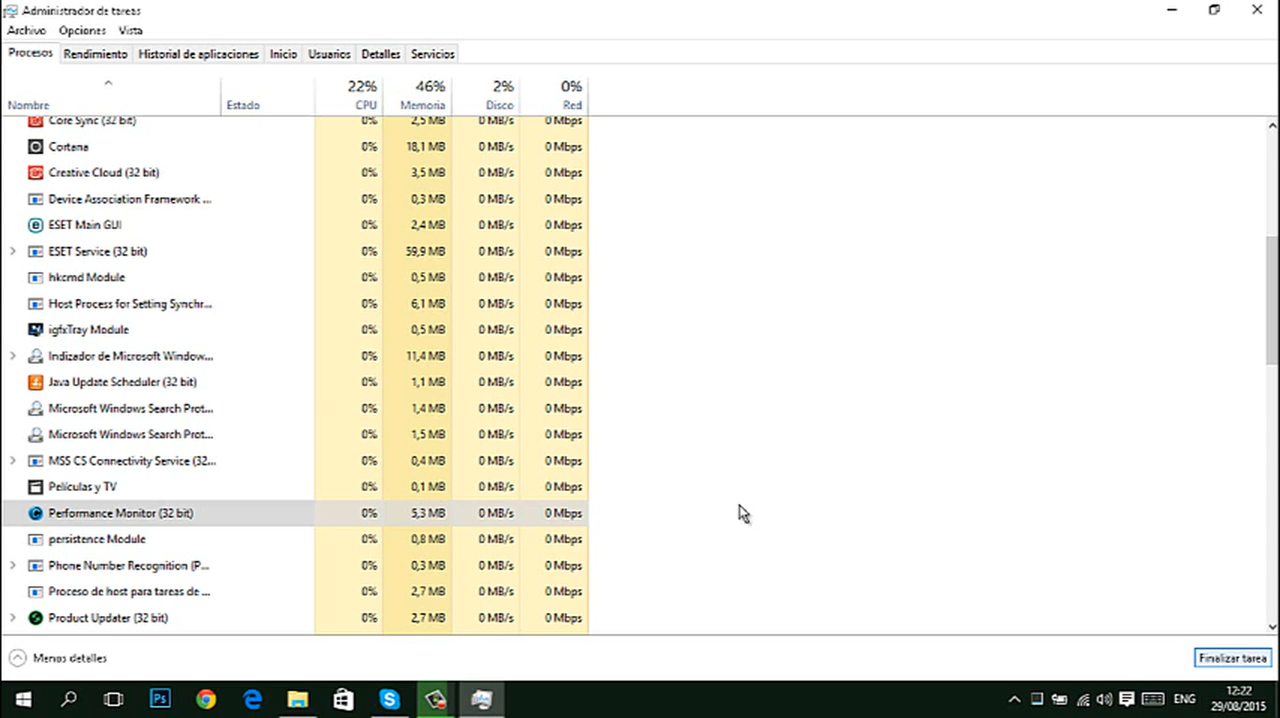 Administrador de tareas
Archivo Opciones Vista
Procesos Rendimiento Historial de aplicaciones Inicio Usuarios Detalles Servicios
22% 46% 2% 0%
Nombre Estado CPU Memoria Disco Red
Core Sync (32 bit) 0% 2,5 MB 0 MB/s 0 Mbps
Cortana 0% 18,1 MB 0 MB/s 0 Mbps
Creative Cloud (32 bit) 0% 3,5 MB 0 MB/s 0 Mbps
Device Association Framework ... 0% 0,3 MB 0 MB/s 0 Mbps
ESET Main GUI 0% 2,4 MB 0 MB/s 0 Mbps
ESET Service (32 bit) 0% 59,9 MB 0 MB/s 0 Mbps
hkcmd Module 0% 0,5 MB 0 MB/s 0 Mbps
Host Process for Setting Synchr... 0% 6,1 MB 0 MB/s 0 Mbps
igfxTray Module 0% 0,5 MB 0 MB/s 0 Mbps
Indizador de Microsoft Window... 0% 11,4 MB 0 MB/s 0 Mbps
Java Update Scheduler (32 bit) 0% 1,1 MB 0 MB/s 0 Mbps
Microsoft Windows Search Prot... 0% 1,4 MB 0 MB/s 0 Mbps
Microsoft Windows Search Prot... 0% 1,5 MB 0 MB/s 0 Mbps
MSS CS Connectivity Service (32... 0% 0,4 MB 0 MB/s 0 Mbps
Películas y TV 0% 0,1 MB 0 MB/s 0 Mbps
Performance Monitor (32 bit) 0% 5,3 MB 0 MB/s 0 Mbps
persistence Module 0% 0,8 MB 0 MB/s 0 Mbps
Phone Number Recognition (P... 0% 0,3 MB 0 MB/s 0 Mbps
Proceso de host para tareas de ... 0% 2,7 MB 0 MB/s 0 Mbps
Product Updater (32 bit) 0% 2,7 MB 0 MB/s 0 Mbps
Menos detalles Finalizar tarea
Ps ENG 12:22
29/08/2015